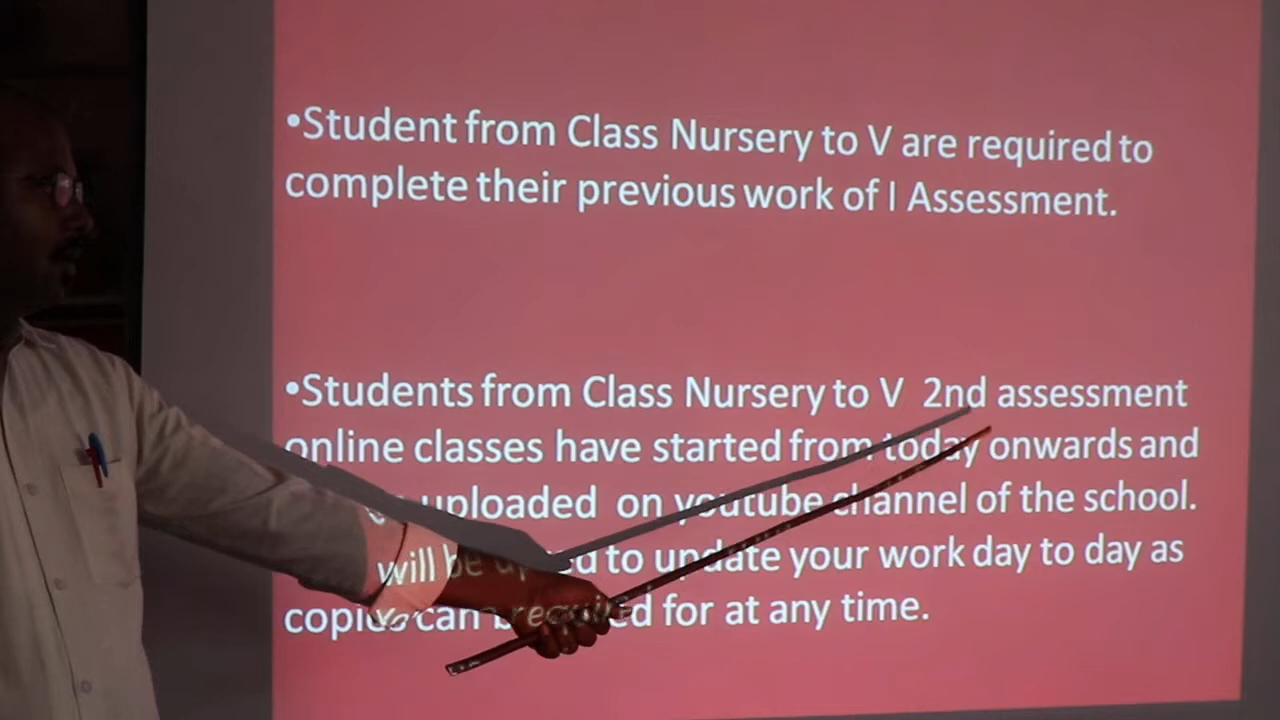 •Student from Class Nursery to V are required to
complete their previous work of I Assessment.
•Students from Class Nursery to V 2nd assessment
online classes have started from today onwards and
uploaded on youtube channel of the school.
will be to update your work day to day as
copies can for at any time.